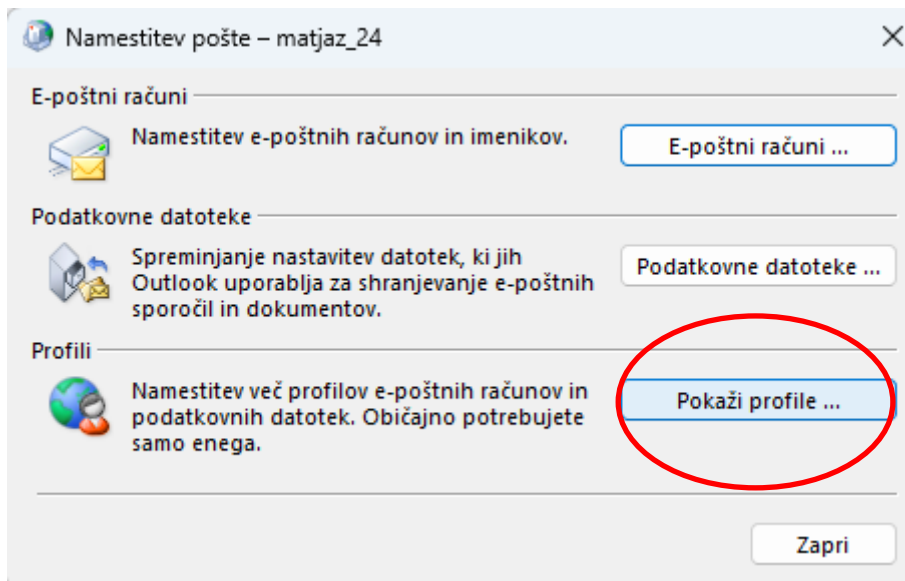 Namestitev pošte – matjaz_24
E-poštni računi
Namestitev e-poštnih računov in imenikov.
E-poštni računi ...
Podatkovne datoteke
Spreminjanje nastavitev datotek, ki jih
Outlook uporablja za shranjevanje e-poštnih
sporočil in dokumentov.
Podatkovne datoteke ...
Profili
Namestitev več profilov e-poštnih računov in
podatkovnih datotek. Običajno potrebujete
samo enega.
Pokaži profile ...
Zapri